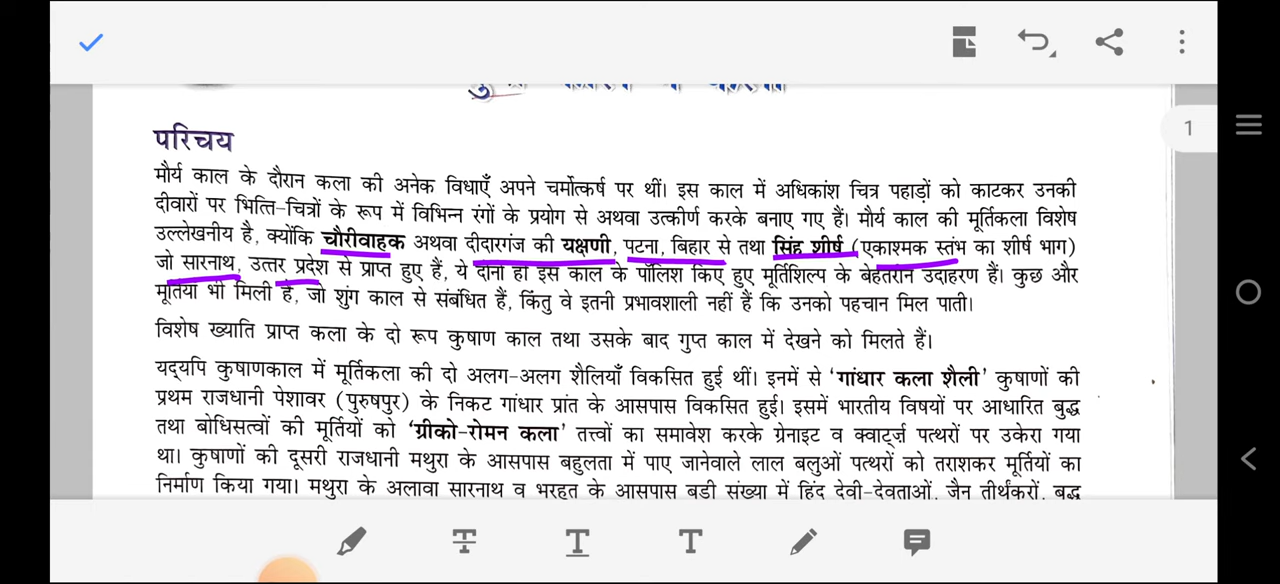 1
परिचय
मौर्य काल के दौरान कला की अनेक विधाएँ अपने चर्मोत्कर्ष पर थीं। इस काल में अधिकांश चित्र पहाड़ों को काटकर उनकी
दीवारों पर भित्ति-चित्रों के रूप में विभिन्न रंगों के प्रयोग से अथवा उत्कीर्ण करके बनाए गए हैं। मौर्य काल की मूर्तिकला विशेष
उल्लेखनीय है, क्योंकि चौरीवाहक अथवा दीदारगंज की यक्षणी, पटना, बिहार से तथा सिंह शीर्ष (एकाश्मक स्तंभ का शीर्ष भाग)
जो सारनाथ, उत्तर प्रदेश से प्राप्त हुए हैं, ये दोनों ही इस काल के पॉलिश किए हुए मूर्तिशिल्प के बेहतरीन उदाहरण हैं। कुछ और
मूर्तियाँ भी मिली हैं, जो शुंग काल से संबंधित हैं, किंतु वे इतनी प्रभावशाली नहीं हैं कि उनको पहचान मिल पाती।
विशेष ख्याति प्राप्त कला के दो रूप कुषाण काल तथा उसके बाद गुप्त काल में देखने को मिलते हैं।
यद्यपि कुषाणकाल में मूर्तिकला की दो अलग-अलग शैलियाँ विकसित हुई थीं। इनमें से ‘गांधार कला शैली’ कुषाणों की
प्रथम राजधानी पेशावर (पुरुषपुर) के निकट गांधार प्रांत के आसपास विकसित हुई। इसमें भारतीय विषयों पर आधारित बुद्ध
तथा बोधिसत्वों की मूर्तियों को ‘ग्रीको-रोमन कला’ तत्त्वों का समावेश करके ग्रेनाइट व क्वार्ट्ज़ पत्थरों पर उकेरा गया
था। कुषाणों की दूसरी राजधानी मथुरा के आसपास बहुलता में पाए जानेवाले लाल बलुओं पत्थरों को तराशकर मूर्तियों का
निर्माण किया गया। मथुरा के अलावा सारनाथ व भरहुत के आसपास बड़ी संख्या में हिंदू देवी-देवताओं, जैन तीर्थंकरों, बुद्ध